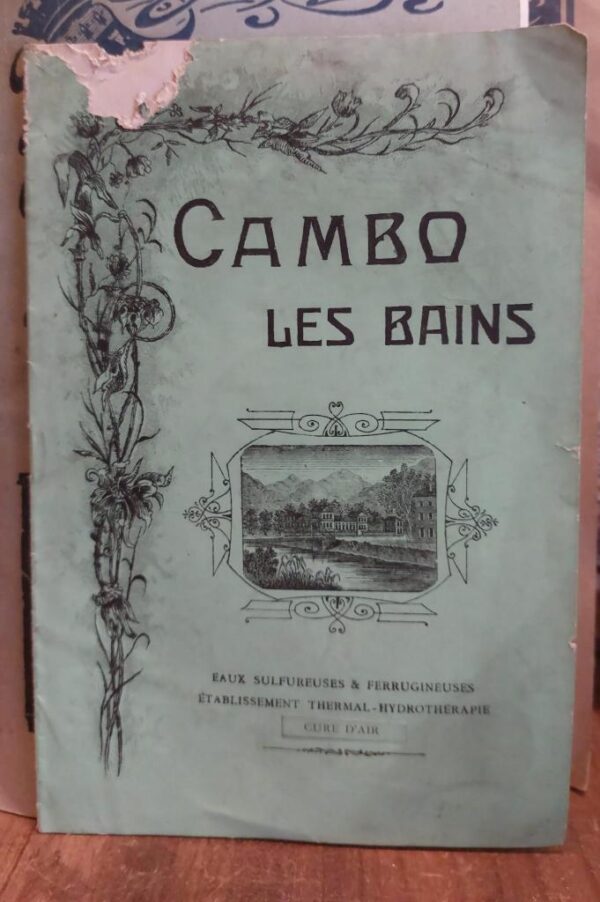 CAMBO
LES BAINS
EAUX SULFUREUSES & FERRUGINEUSES
ÉTABLISSEMENT THERMAL-HYDROTHÉRAPIE
CURE D'AIR